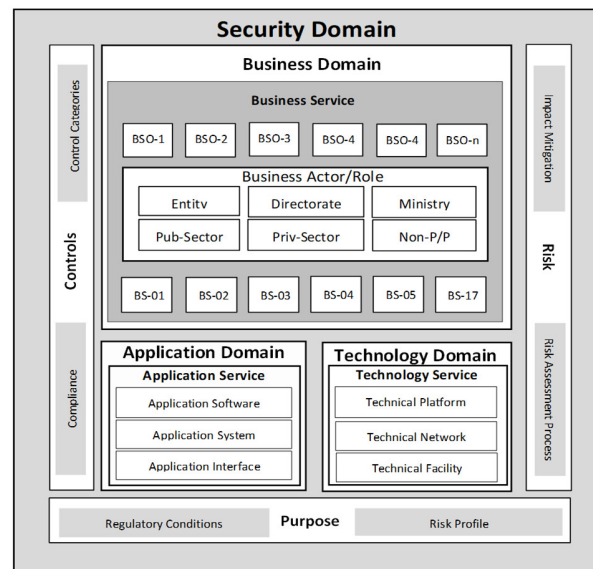 Security Domain
Business Domain
Business Service
BSO-1 BSO-2 BSO-3 BSO-4 BSO-4 BSO-n
Business Actor/Role
Entitv Directorate Ministry
Pub-Sector Priv-Sector Non-P/P
BS-01 BS-02 BS-03 BS-04 BS-05 BS-17
Control Categories
Controls
Compliance
Impact Mitigation
Risk
Risk Assessment Process
Application Domain
Application Service
Application Software
Application System
Application Interface
Technology Domain
Technology Service
Technical Platform
Technical Network
Technical Facility
Regulatory Conditions Purpose Risk Profile